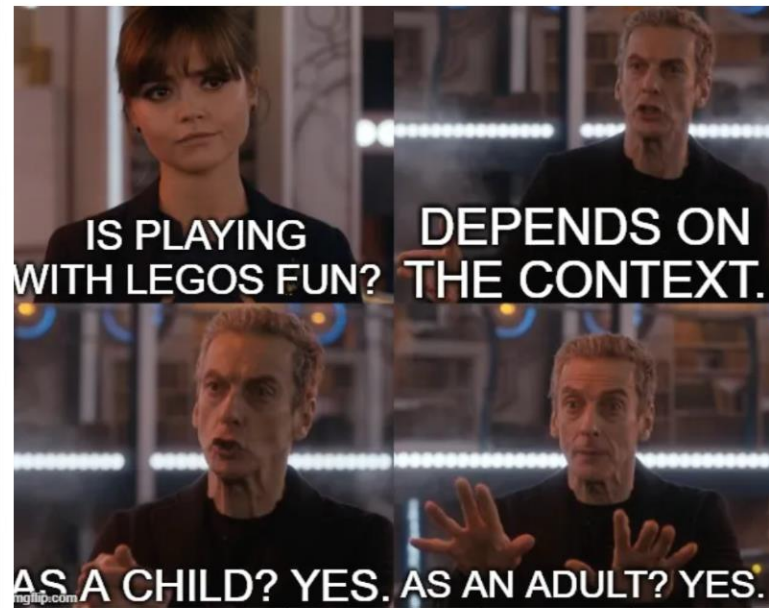 IS PLAYING
WITH LEGOS FUN?
DEPENDS ON
THE CONTEXT.
AS A CHILD? YES.
AS AN ADULT? YES.
imgflip.com